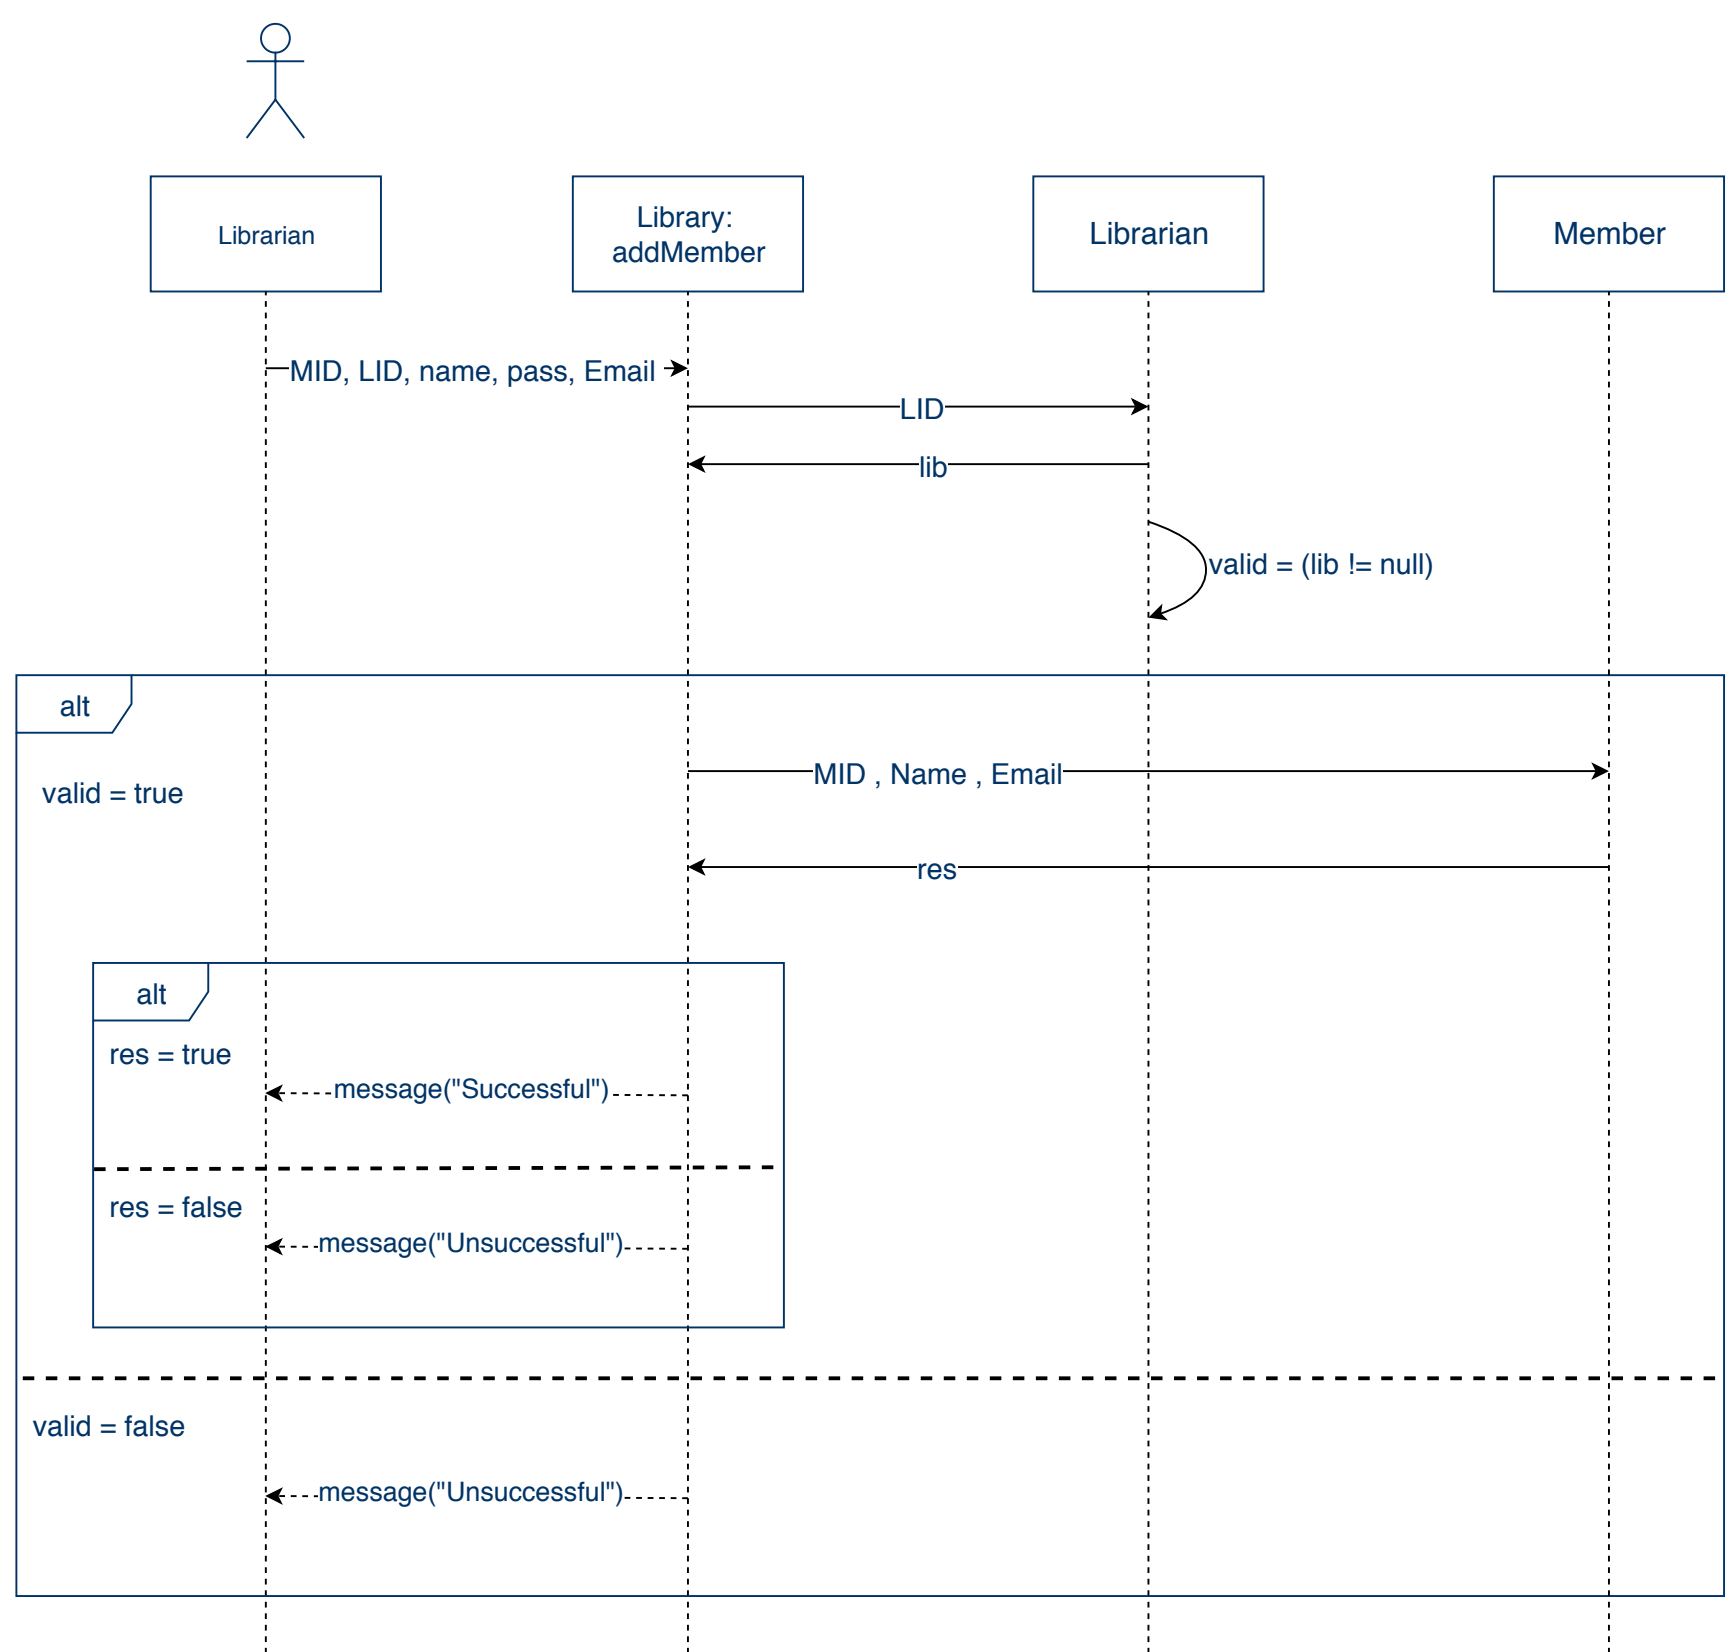 Librarian
Library:
addMember
Librarian
Member
MID, LID, name, pass, Email
LID
lib
valid = (lib != null)
alt
MID , Name , Email
valid = true
res
alt
res = true
message("Successful")
res = false
message("Unsuccessful")
valid = false
message("Unsuccessful")